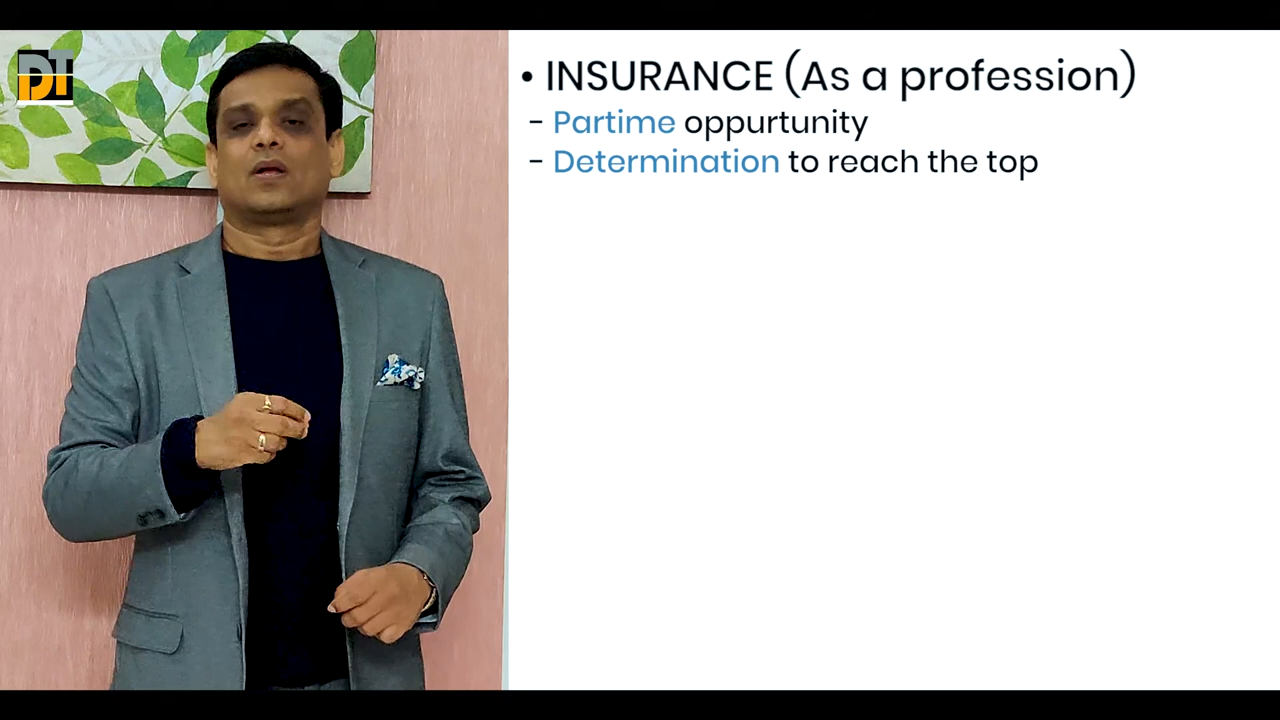 DT
• INSURANCE (As a profession)
- Partime oppurtunity
- Determination to reach the top